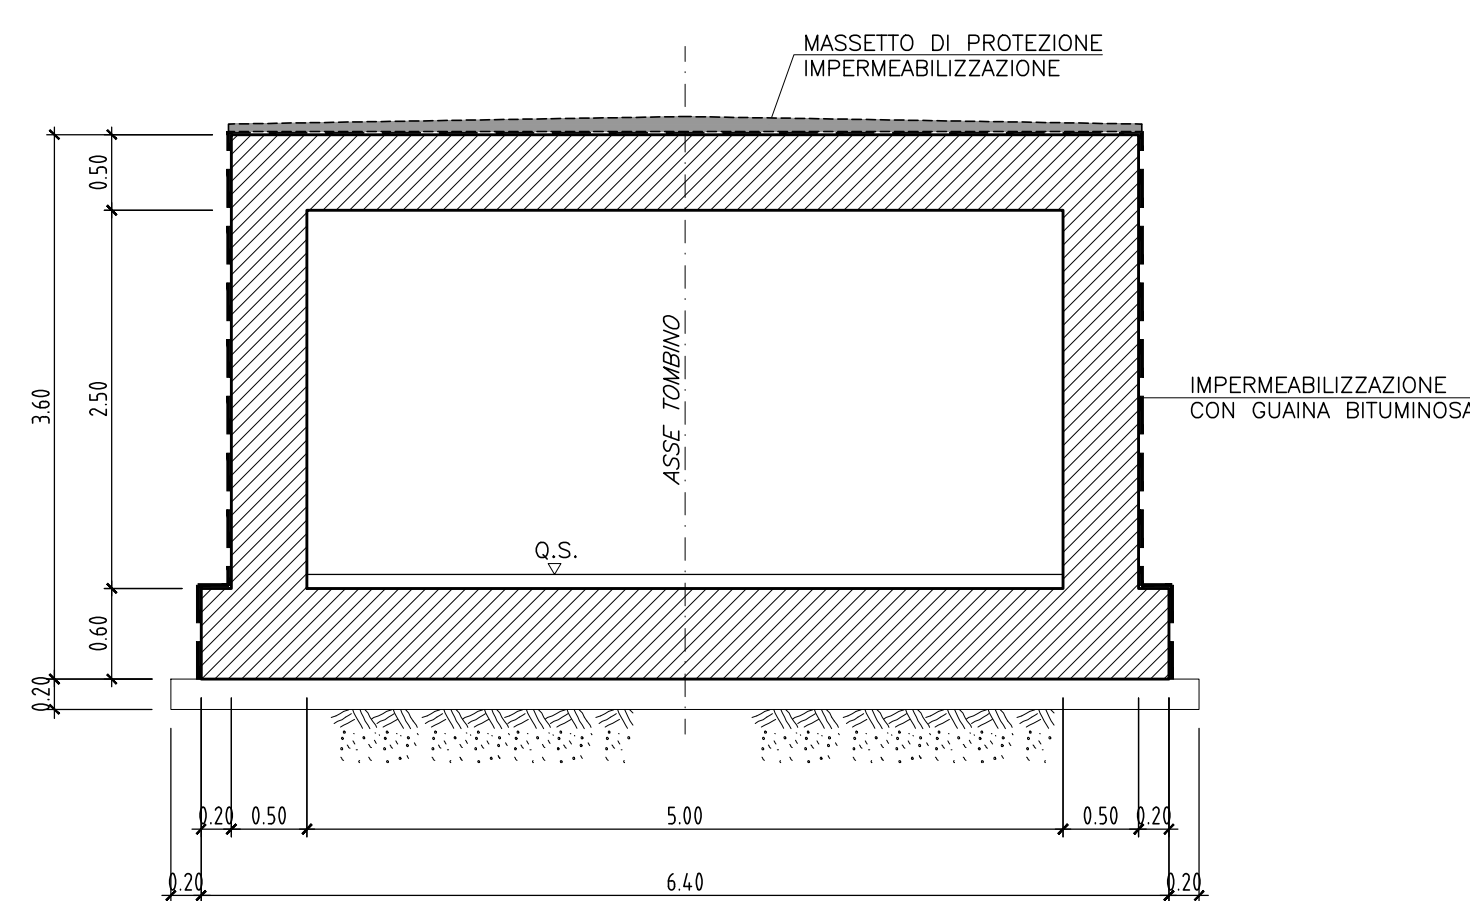 MASSETTO DI PROTEZIONE
IMPERMEABILIZZAZIONE
0.50
2.50
3.60
0.60
0.20
ASSE TOMBINO
IMPERMEABILIZZAZIONE
CON GUAINA BITUMINOSA
Q.S.
0.20 0.50 5.00 0.50 0.20
0.20 6.40 0.20